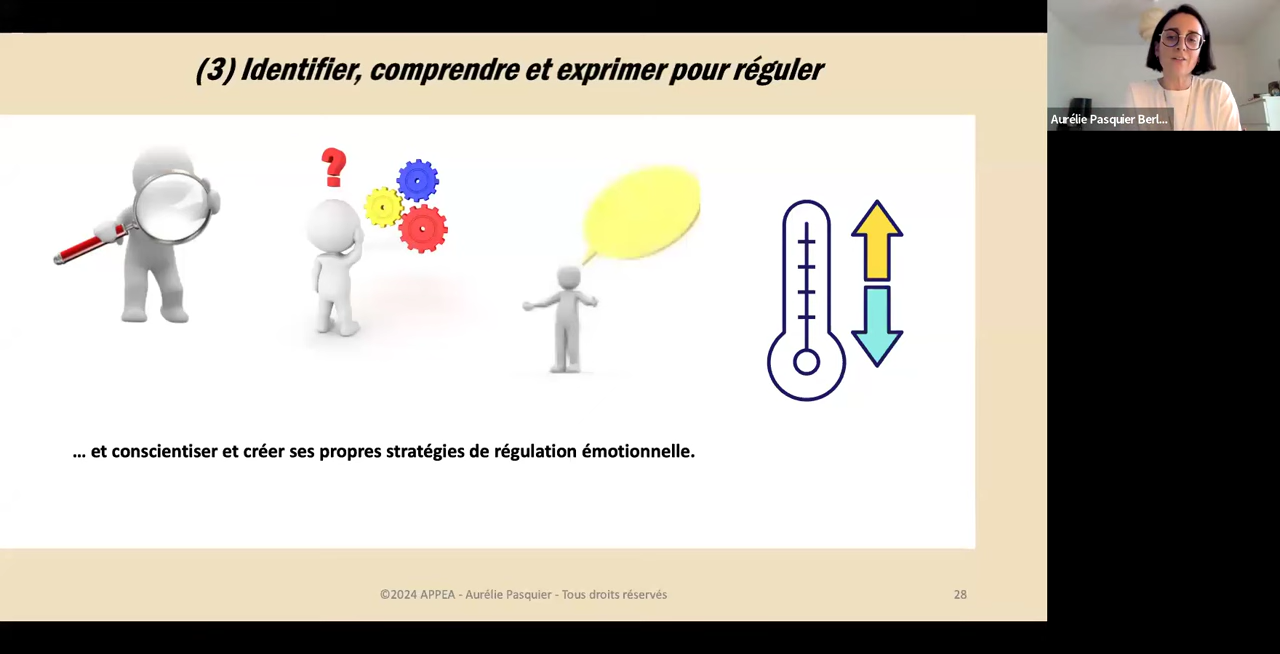 (3) Identifier, comprendre et exprimer pour réguler
Aurélie Pasquier Berl...
?
... et conscientiser et créer ses propres stratégies de régulation émotionnelle.
©2024 APPEA - Aurélie Pasquier - Tous droits réservés
28